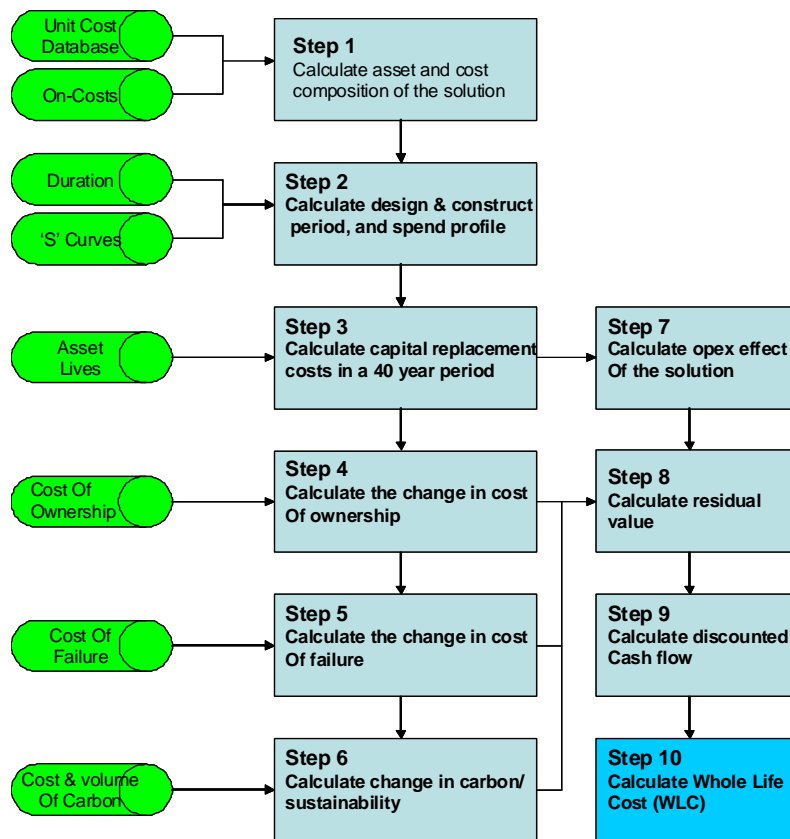 Unit Cost
Database
On-Costs
Step 1
Calculate asset and cost
composition of the solution
Duration
‘S’ Curves
Step 2
Calculate design & construct
period, and spend profile
Asset
Lives
Step 3
Calculate capital replacement
costs in a 40 year period
Step 7
Calculate opex effect
Of the solution
Cost Of
Ownership
Step 4
Calculate the change in cost
Of ownership
Step 8
Calculate residual
value
Cost Of
Failure
Step 5
Calculate the change in cost
Of failure
Step 9
Calculate discounted
Cash flow
Cost & volume
Of Carbon
Step 6
Calculate change in carbon/
sustainability
Step 10
Calculate Whole Life
Cost (WLC)